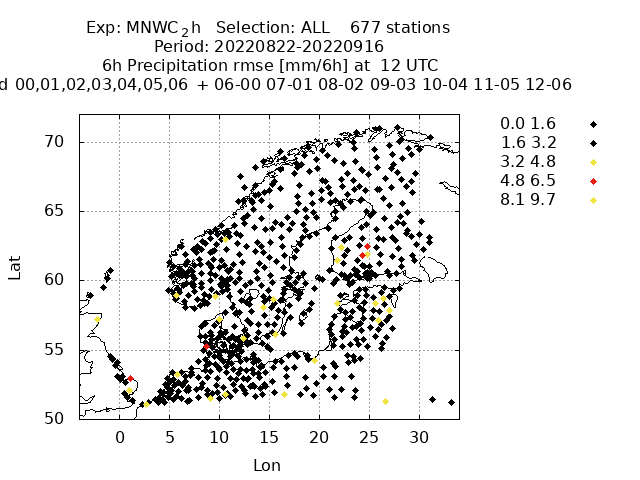 Exp: MNWC2h Selection: ALL 677 stations
Period: 20220822-20220916
6h Precipitation rmse [mm/6h] at 12 UTC
d 00,01,02,03,04,05,06 + 06-00 07-01 08-02 09-03 10-04 11-05 12-06
0.0 1.6
1.6 3.2
3.2 4.8
4.8 6.5
8.1 9.7
70
65
60
55
50
Lat
0 5 10 15 20 25 30
Lon